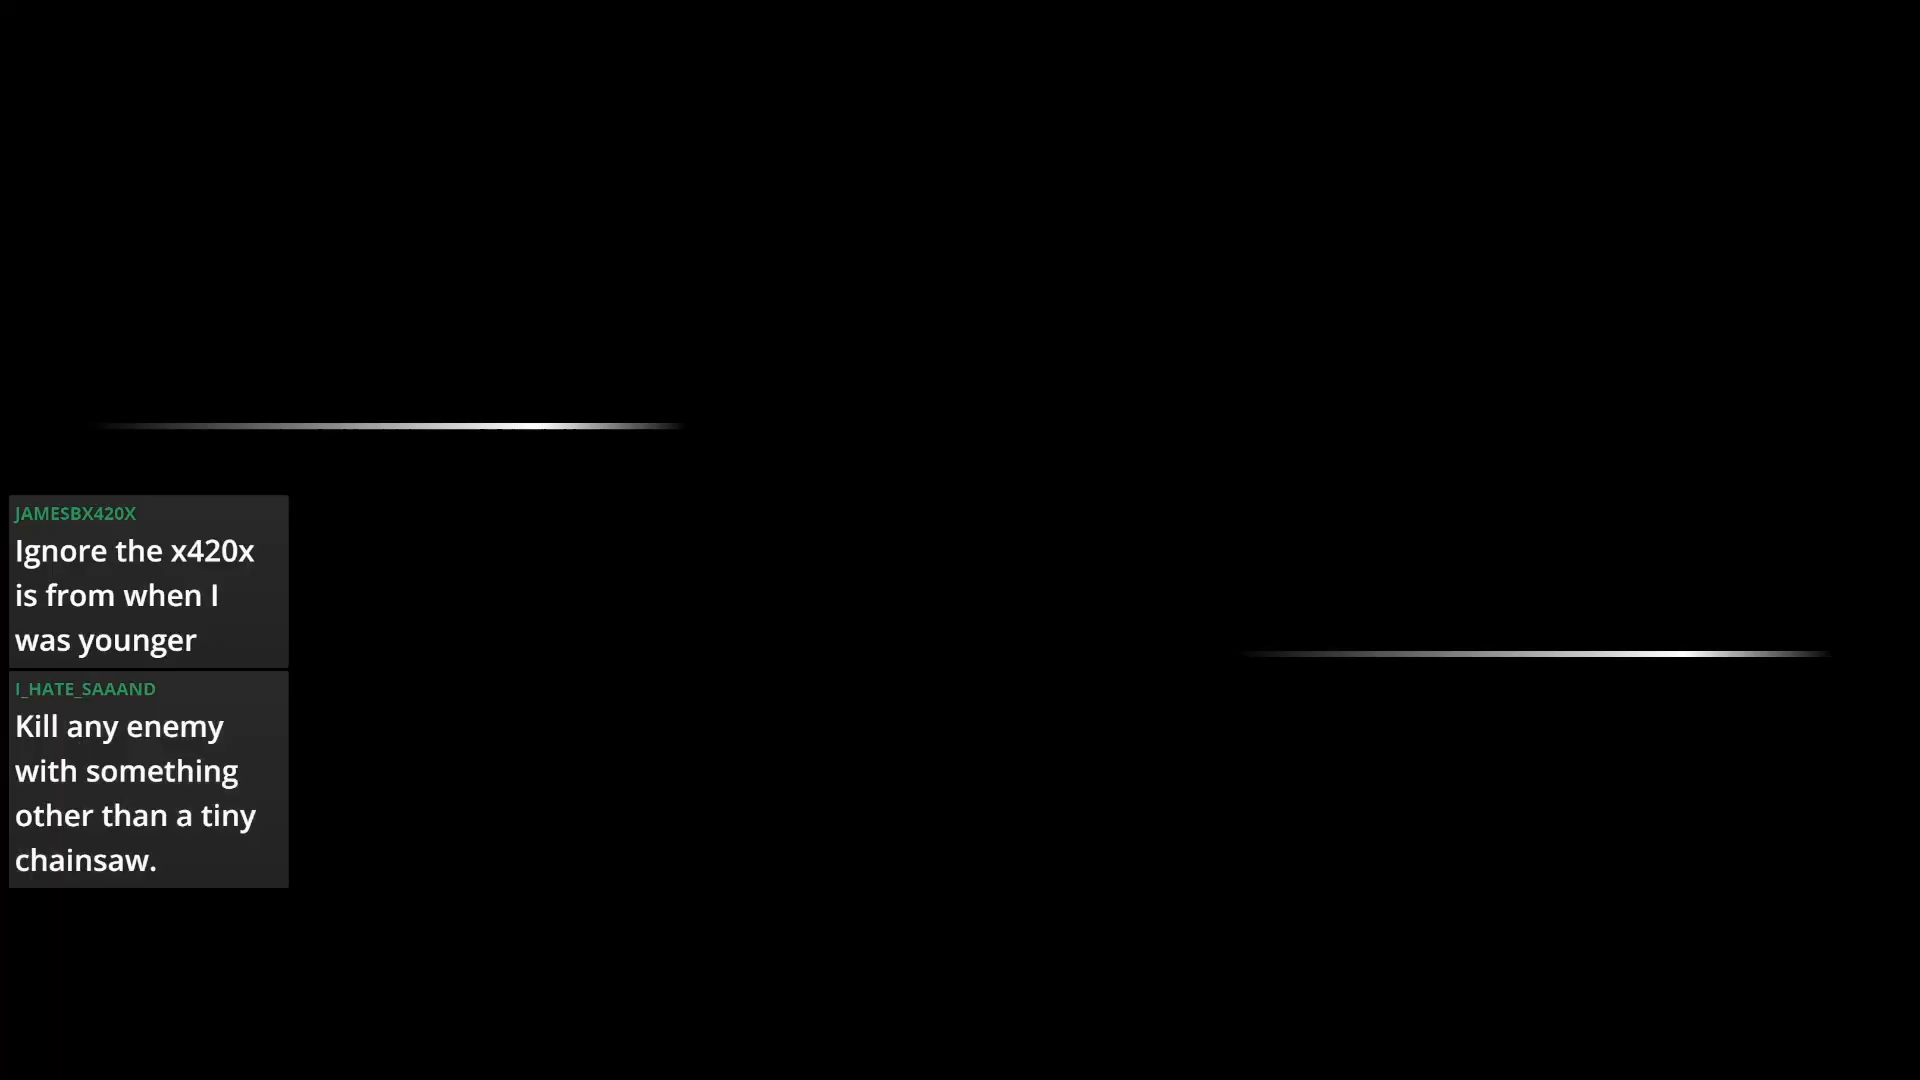 JAMESBX420X
Ignore the x420x
is from when I
was younger
I_HATE_SAAAND
Kill any enemy
with something
other than a tiny
chainsaw.